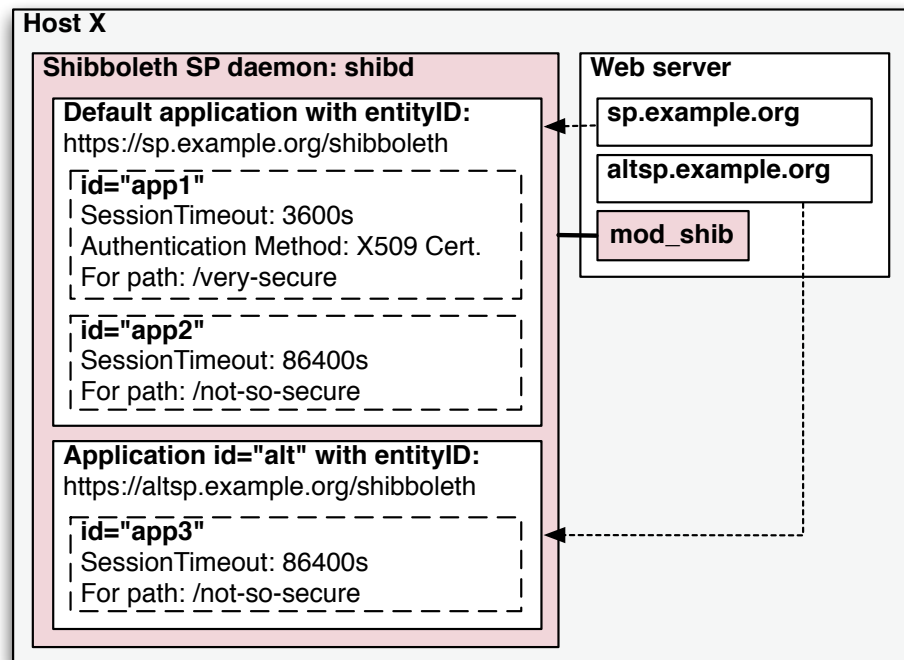 Host X
Shibboleth SP daemon: shibd
Default application with entityID:
https://sp.example.org/shibboleth
id="app1"
SessionTimeout: 3600s
Authentication Method: X509 Cert.
For path: /very-secure
id="app2"
SessionTimeout: 86400s
For path: /not-so-secure
Application id="alt" with entityID:
https://altsp.example.org/shibboleth
id="app3"
SessionTimeout: 86400s
For path: /not-so-secure
Web server
sp.example.org
altsp.example.org
mod_shib